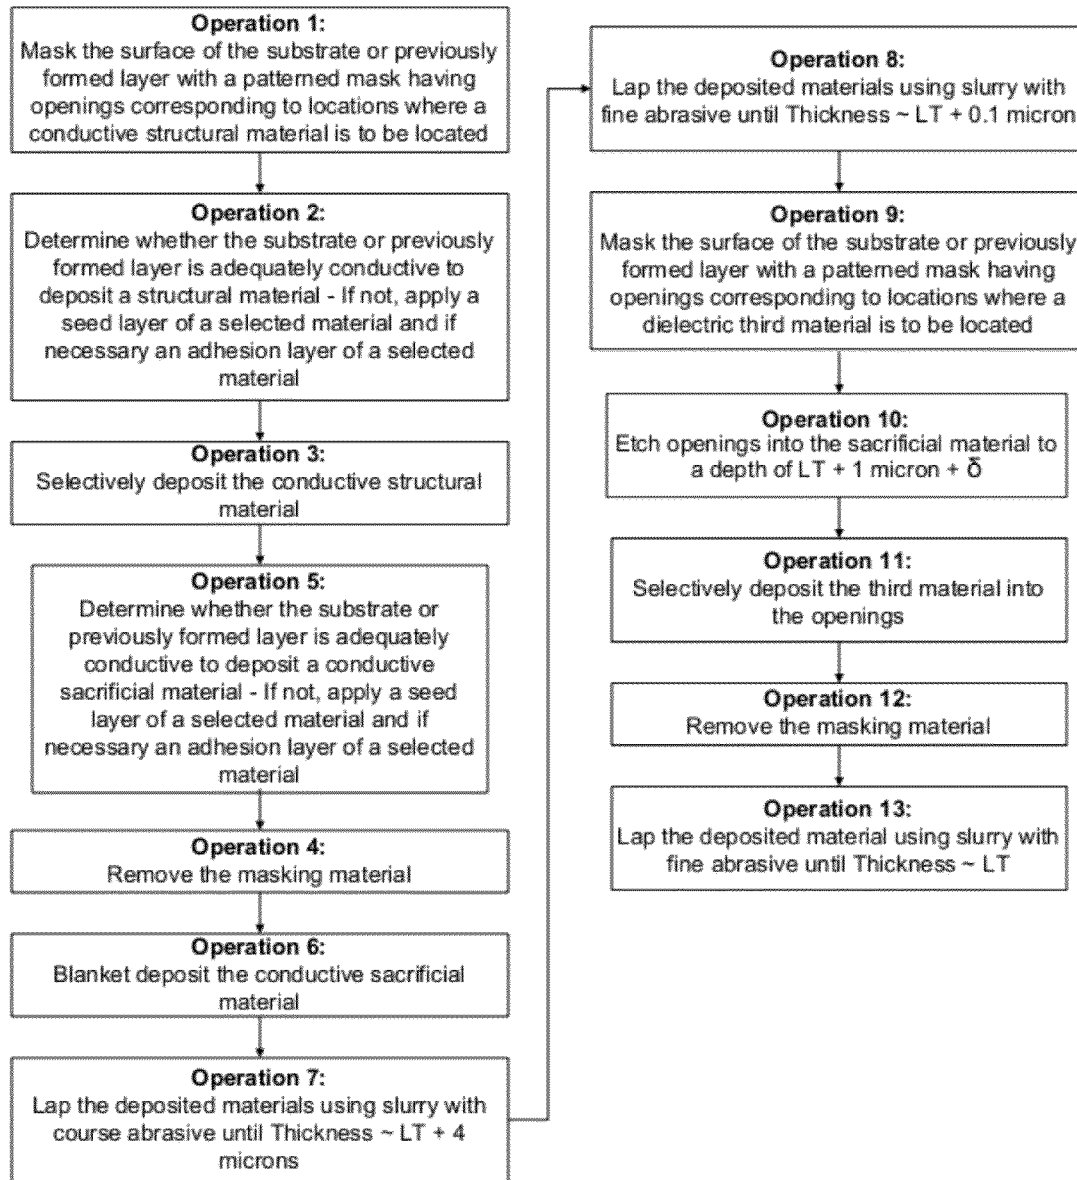 Operation 1:
Mask the surface of the substrate or previously
formed layer with a patterned mask having
openings corresponding to locations where a
conductive structural material is to be located
Operation 2:
Determine whether the substrate or previously
formed layer is adequately conductive to
deposit a structural material - If not, apply a
seed layer of a selected material and if
necessary an adhesion layer of a selected
material
Operation 3:
Selectively deposit the conductive structural
material
Operation 5:
Determine whether the substrate or
previously formed layer is adequately
conductive to deposit a conductive
sacrificial material - If not, apply a seed
layer of a selected material and if
necessary an adhesion layer of a selected
material
Operation 4:
Remove the masking material
Operation 6:
Blanket deposit the conductive sacrificial
material
Operation 7:
Lap the deposited materials using slurry with
course abrasive until Thickness ~ LT + 4
microns
Operation 8:
Lap the deposited materials using slurry with
fine abrasive until Thickness ~ LT + 0.1 micron
Operation 9:
Mask the surface of the substrate or previously
formed layer with a patterned mask having
openings corresponding to locations where a
dielectric third material is to be located
Operation 10:
Etch openings into the sacrificial material to
a depth of LT + 1 micron + δ
Operation 11:
Selectively deposit the third material into
the openings
Operation 12:
Remove the masking material
Operation 13:
Lap the deposited material using slurry with
fine abrasive until Thickness ~ LT